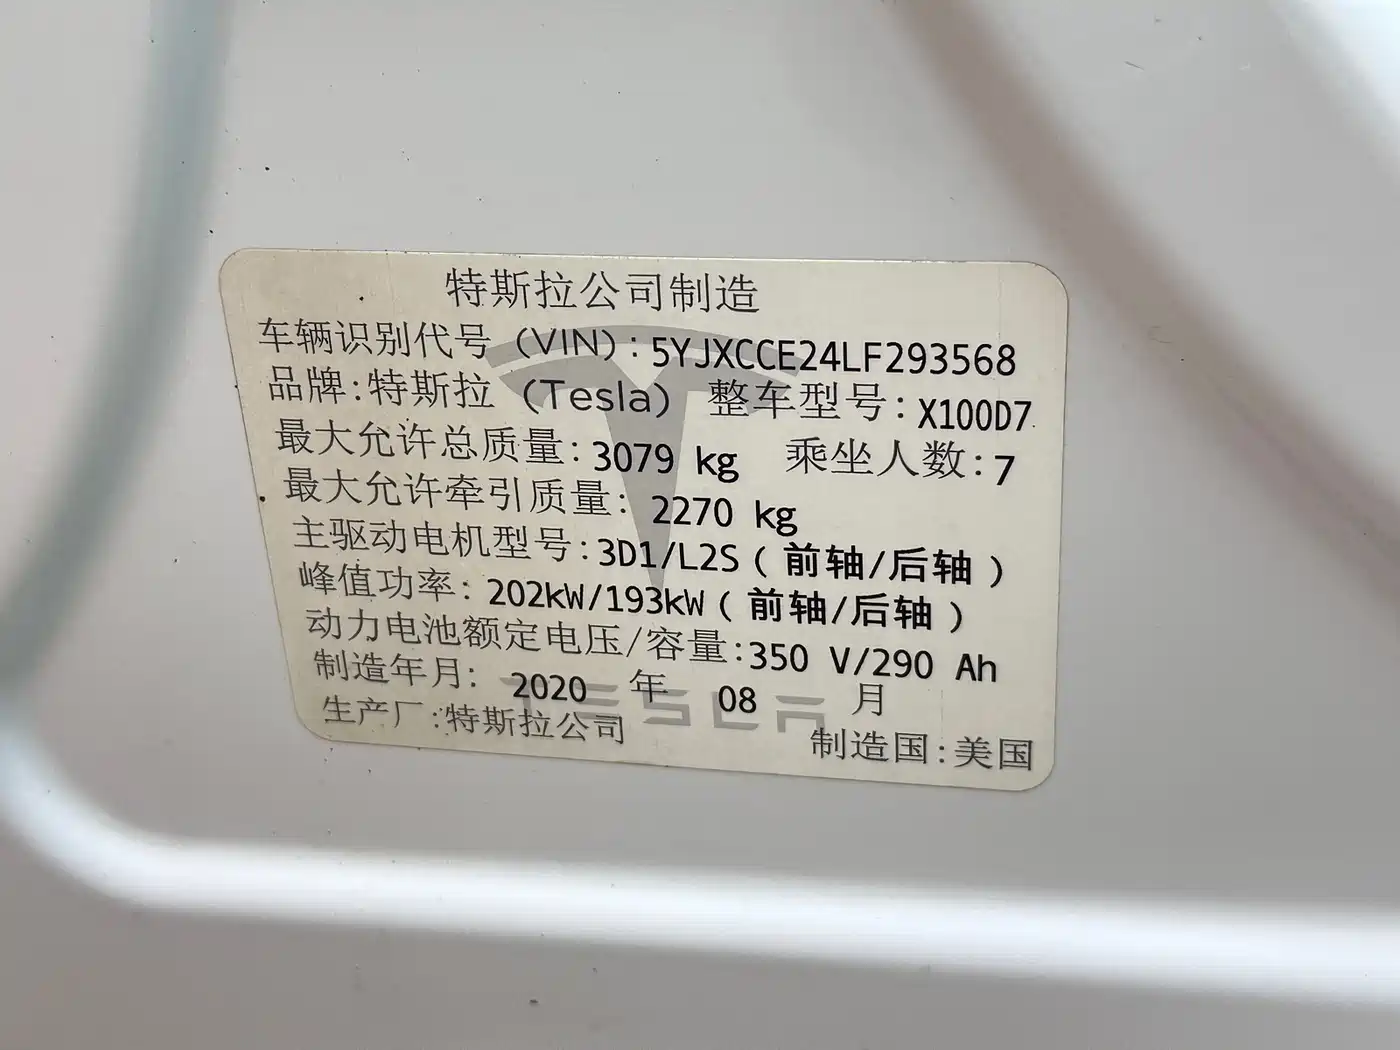 特斯拉公司制造
车辆识别代号（VIN）：5YJXCCE24LF293568
品牌：特斯拉（Tesla） 整车型号：X100D7
最大允许总质量：3079 kg 乘坐人数：7
最大允许牵引质量：2270 kg
主驱动电机型号：3D1/L2S（前轴/后轴）
峰值功率：202kW/193kW（前轴/后轴）
动力电池额定电压/容量：350 V/290 Ah
制造年月：2020 年 08 月
TESLA
生产厂：特斯拉公司 制造国：美国